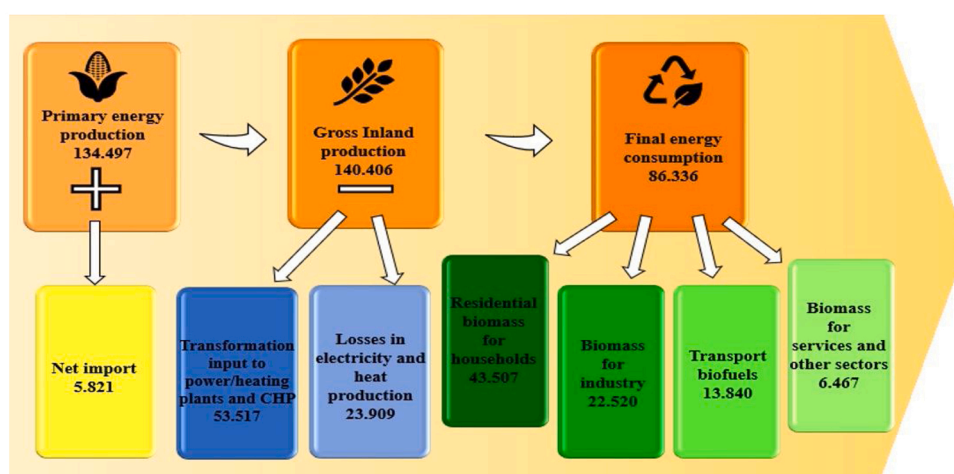 Primary energy
production
134.497
Gross Inland
production
140.406
Final energy
consumption
86.336
Net import
5.821
Transformation
input to
power/heating
plants and CHP
53.517
Losses in
electricity and
heat
production
23.909
Residential
biomass
for
households
43.507
Biomass
for
industry
22.520
Transport
biofuels
13.840
Biomass
for
services and
other sectors
6.467